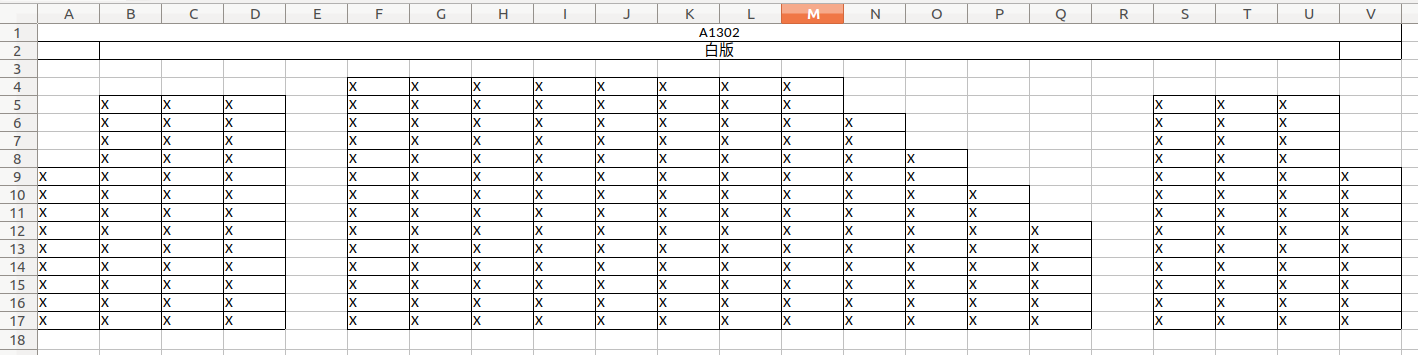 A B C D E F G H I J K L M N O P Q R S T U V
1 A1302
2 白版
3
4 x x x x x x x x
5 x x x x x x x x x x x x x x
6 x x x x x x x x x x x x x x x
7 x x x x x x x x x x x x x x x
8 x x x x x x x x x x x x x x x x
9 x x x x x x x x x x x x x x x x x x
10 x x x x x x x x x x x x x x x x x x x
11 x x x x x x x x x x x x x x x x x x x
12 x x x x x x x x x x x x x x x x x x x x
13 x x x x x x x x x x x x x x x x x x x x
14 x x x x x x x x x x x x x x x x x x x x
15 x x x x x x x x x x x x x x x x x x x x
16 x x x x x x x x x x x x x x x x x x x x
17 x x x x x x x x x x x x x x x x x x x x
18